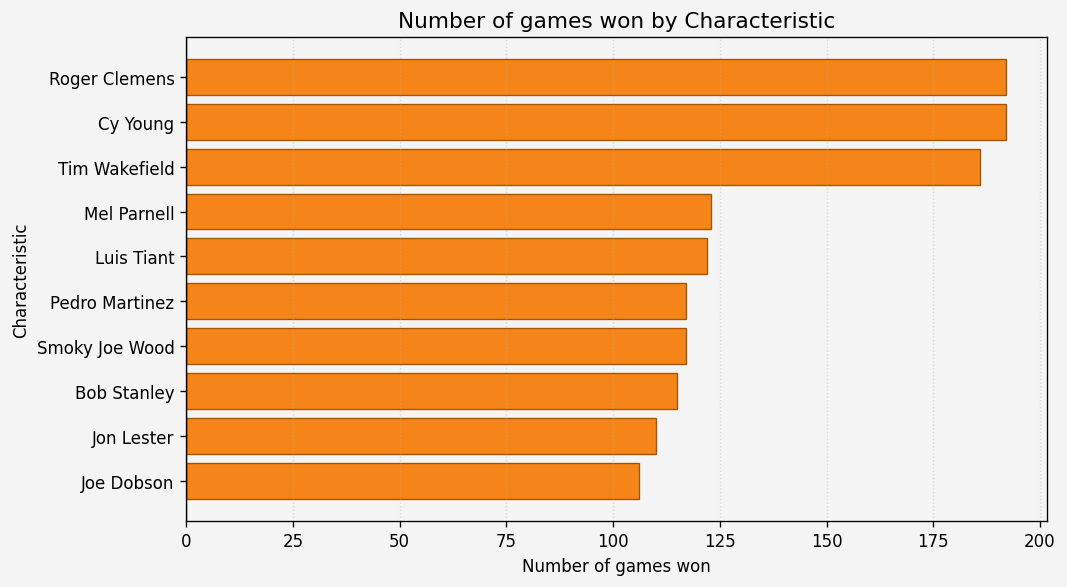 Number of games won by Characteristic
Characteristic
Roger Clemens
Cy Young
Tim Wakefield
Mel Parnell
Luis Tiant
Pedro Martinez
Smoky Joe Wood
Bob Stanley
Jon Lester
Joe Dobson
0 25 50 75 100 125 150 175 200
Number of games won